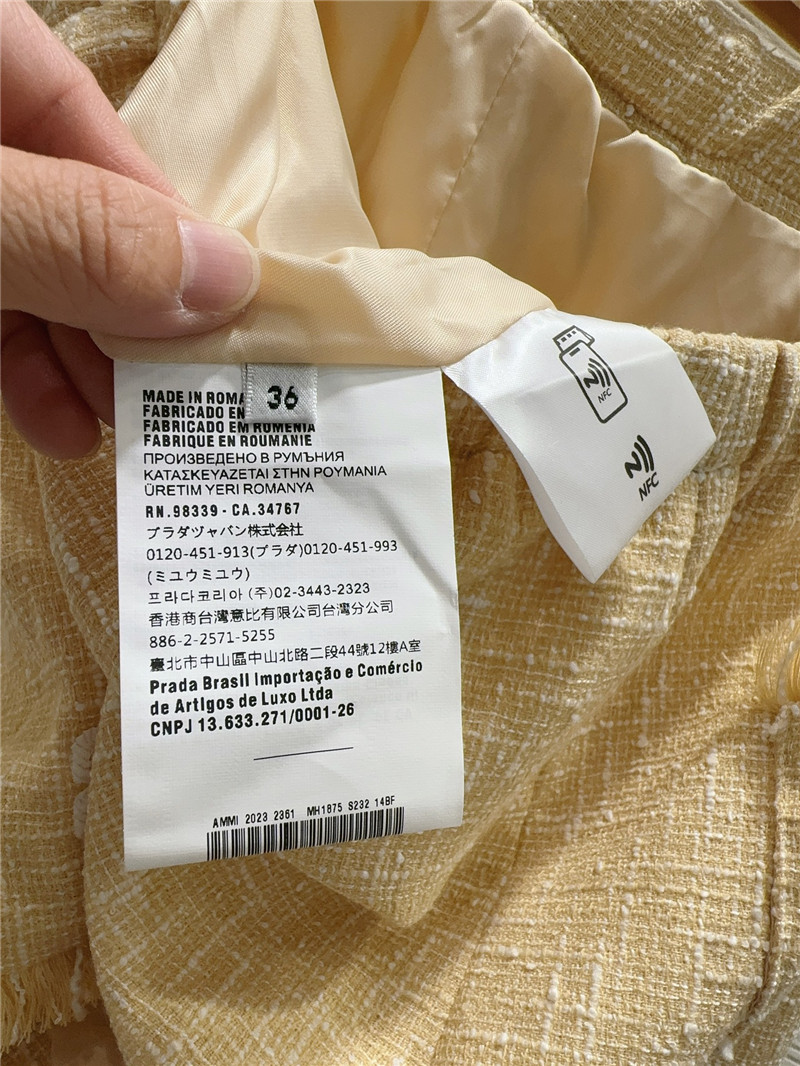 MADE IN ROMA
36
FABRICADO EN
FABRICADO EM RUMENIA
FABRIQUE EN ROUMANIE
ПРОИЗВЕДЕНО В РУМЪНИЯ
ΚΑΤΑΣΚΕΥΑΖΕΤΑΙ ΣΤΗΝ ΡΟΥΜΑΝΙΑ
ÜRETIM YERI ROMANYA
RN.98339 - CA.34767
プラダヅャバン株式会社
0120-451-913(プラダ)0120-451-993
(ミユウミユウ)
프라다코리아 (주)02-3443-2323
香港商台灣意比有限公司台灣分公司
886-2-2571-5255
臺北市中山區中山北路二段44號12樓A室
Prada Brasil Importação e Comércio
de Artigos de Luxo Ltda
CNPJ 13.633.271/0001-26
AMMI 2023 2361 MH1875 S232 14BF
NFC
NFC